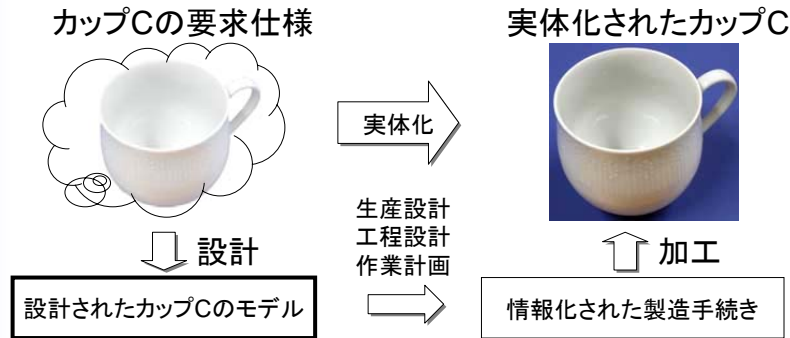 カップCの要求仕様
実体化されたカップC
実体化
生産設計
工程設計
作業計画
設計
加工
設計されたカップCのモデル
情報化された製造手続き